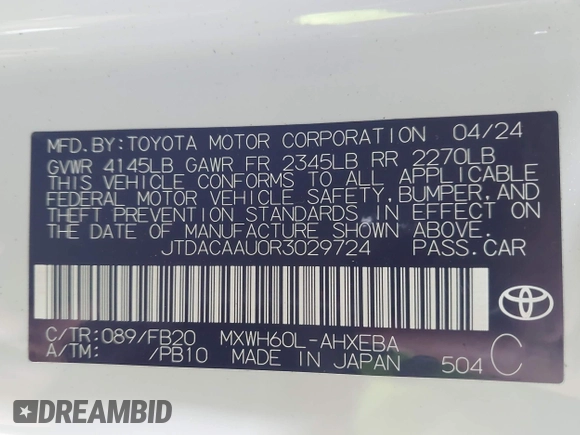 MFD.BY:TOYOTA MOTOR CORPORATION 04/24
GVWR 4145LB GAWR FR 2345LB RR 2270LB
THIS VEHICLE CONFORMS TO ALL APPLICABLE
FEDERAL MOTOR VEHICLE SAFETY,BUMPER,AND
THEFT PREVENTION STANDARDS IN EFFECT ON
THE DATE OF MANUFACTURE SHOWN ABOVE.
JTDACAAU0R3029724 PASS.CAR
C/TR:089/FB20 MXWH60L-AHXEBA
A/TM: /PB10 MADE IN JAPAN 504 C
TOYOTA
DREAMBID